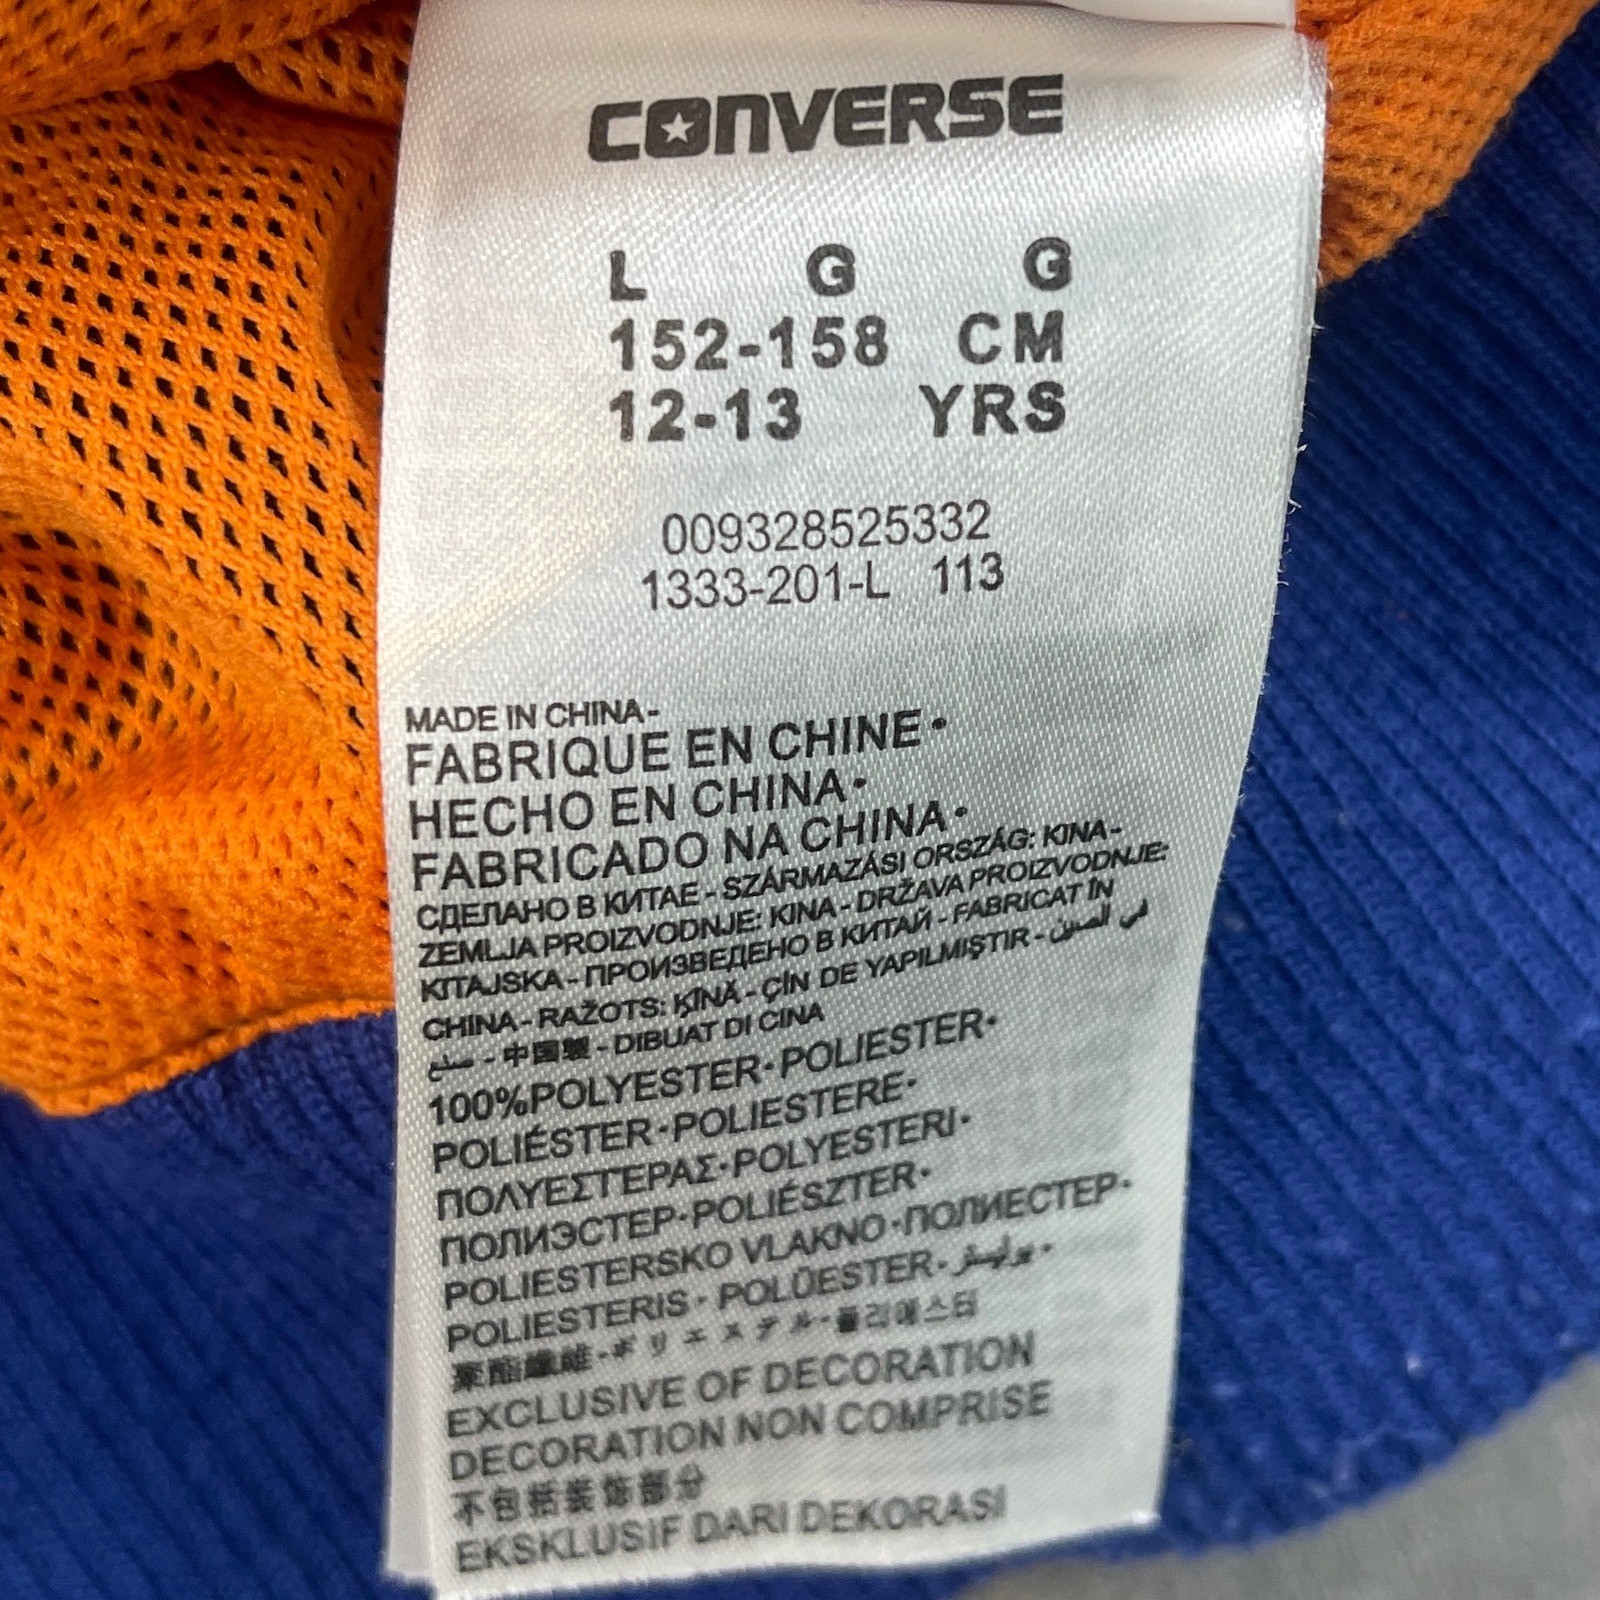 CONVERSE
L G G
152-158 CM
12-13 YRS
009328525332
1333-201-L 113
MADE IN CHINA-
FABRIQUE EN CHINE•
HECHO EN CHINA•
FABRICADO NA CHINA•
СДЕЛАНО В КИТАЕ - SZÁRMAZÁSI ORSZÁG: KINA-
ZEMLJA PROIZVODNJE: KINA - DRŽAVA PROIZVODNJE:
KITAJSKA - ПРОИЗВЕДЕНО В КИТАЙ - FABRICAT ÎN
CHINA - RAŽOTS: ĶĪNĀ - ÇİN DE YAPILMIŞTIR - في الصين
صنع - 中国製 - DIBUAT DI CINA
100%POLYESTER•POLIESTER•
POLIÉSTER•POLIESTERE•
ΠΟΛΥΕΣΤΕΡΑΣ•POLYESTERI•
ПОЛИЭСТЕР•POLIÉSZTER•
POLIESTERSKO VLAKNO•ПОЛИЕСТЕР•
POLIESTERIS• POLÜESTER• بوليستر•
聚酯纖維-ポリエステル-폴리에스터
EXCLUSIVE OF DECORATION
DECORATION NON COMPRISE
不包括装饰部分
EKSKLUSIF DARI DEKORASI